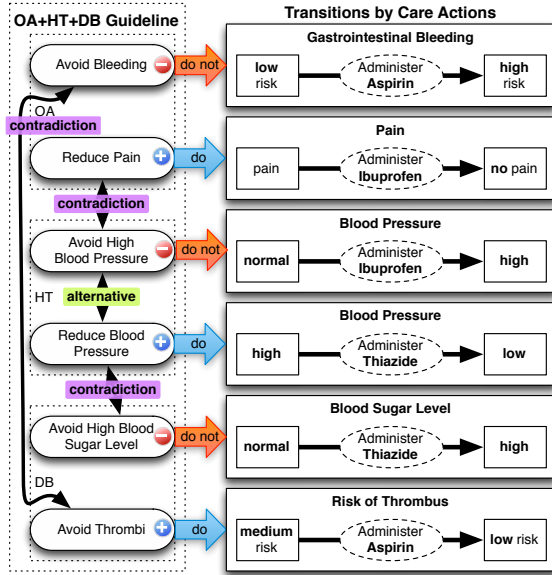 OA+HT+DB Guideline
Transitions by Care Actions
Avoid Bleeding
do not
Gastrointestinal Bleeding
low
risk
Administer
Aspirin
high
risk
OA
contradiction
Reduce Pain
do
Pain
pain
Administer
Ibuprofen
no pain
contradiction
Avoid High
Blood Pressure
do not
Blood Pressure
normal
Administer
Ibuprofen
high
HT
alternative
Reduce Blood
Pressure
do
Blood Pressure
high
Administer
Thiazide
low
contradiction
Avoid High Blood
Sugar Level
do not
Blood Sugar Level
normal
Administer
Thiazide
high
DB
Avoid Thrombi
do
Risk of Thrombus
medium
risk
Administer
Aspirin
low risk